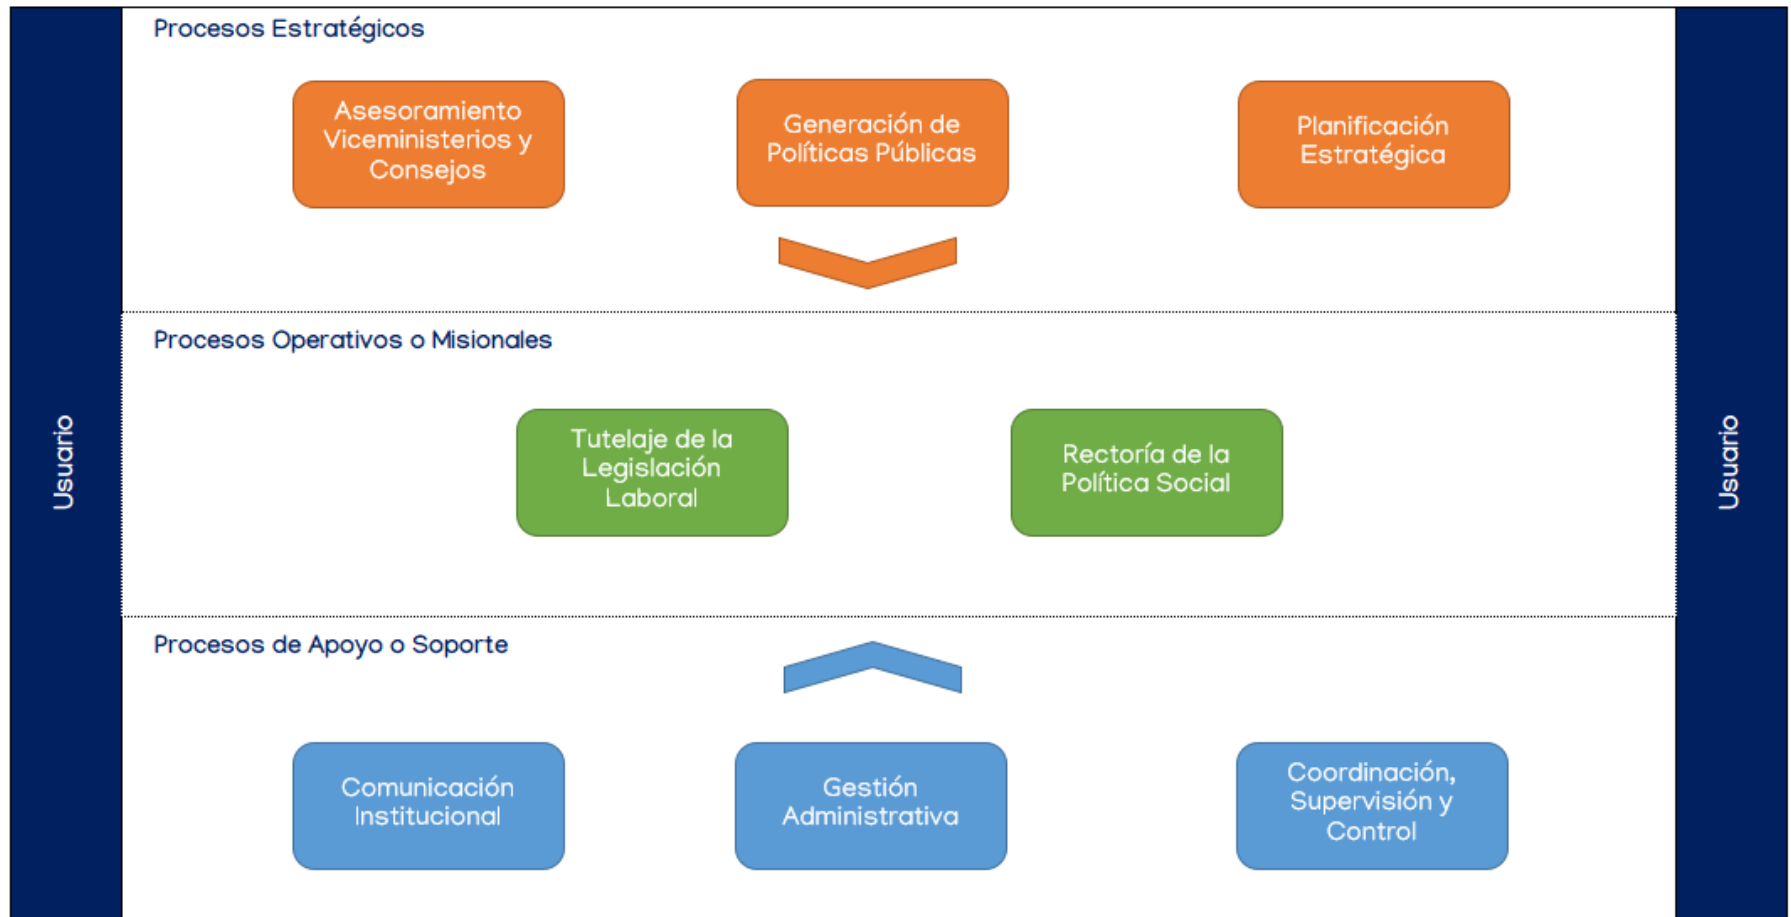 Procesos Estratégicos
Asesoramiento
Viceministerios y
Consejos
Generación de
Políticas Públicas
Planificación
Estratégica
Procesos Operativos o Misionales
Usuario
Tutelaje de la
Legislación
Laboral
Rectoría de la
Política Social
Usuario
Procesos de Apoyo o Soporte
Comunicación
Institucional
Gestión
Administrativa
Coordinación,
Supervisión y
Control